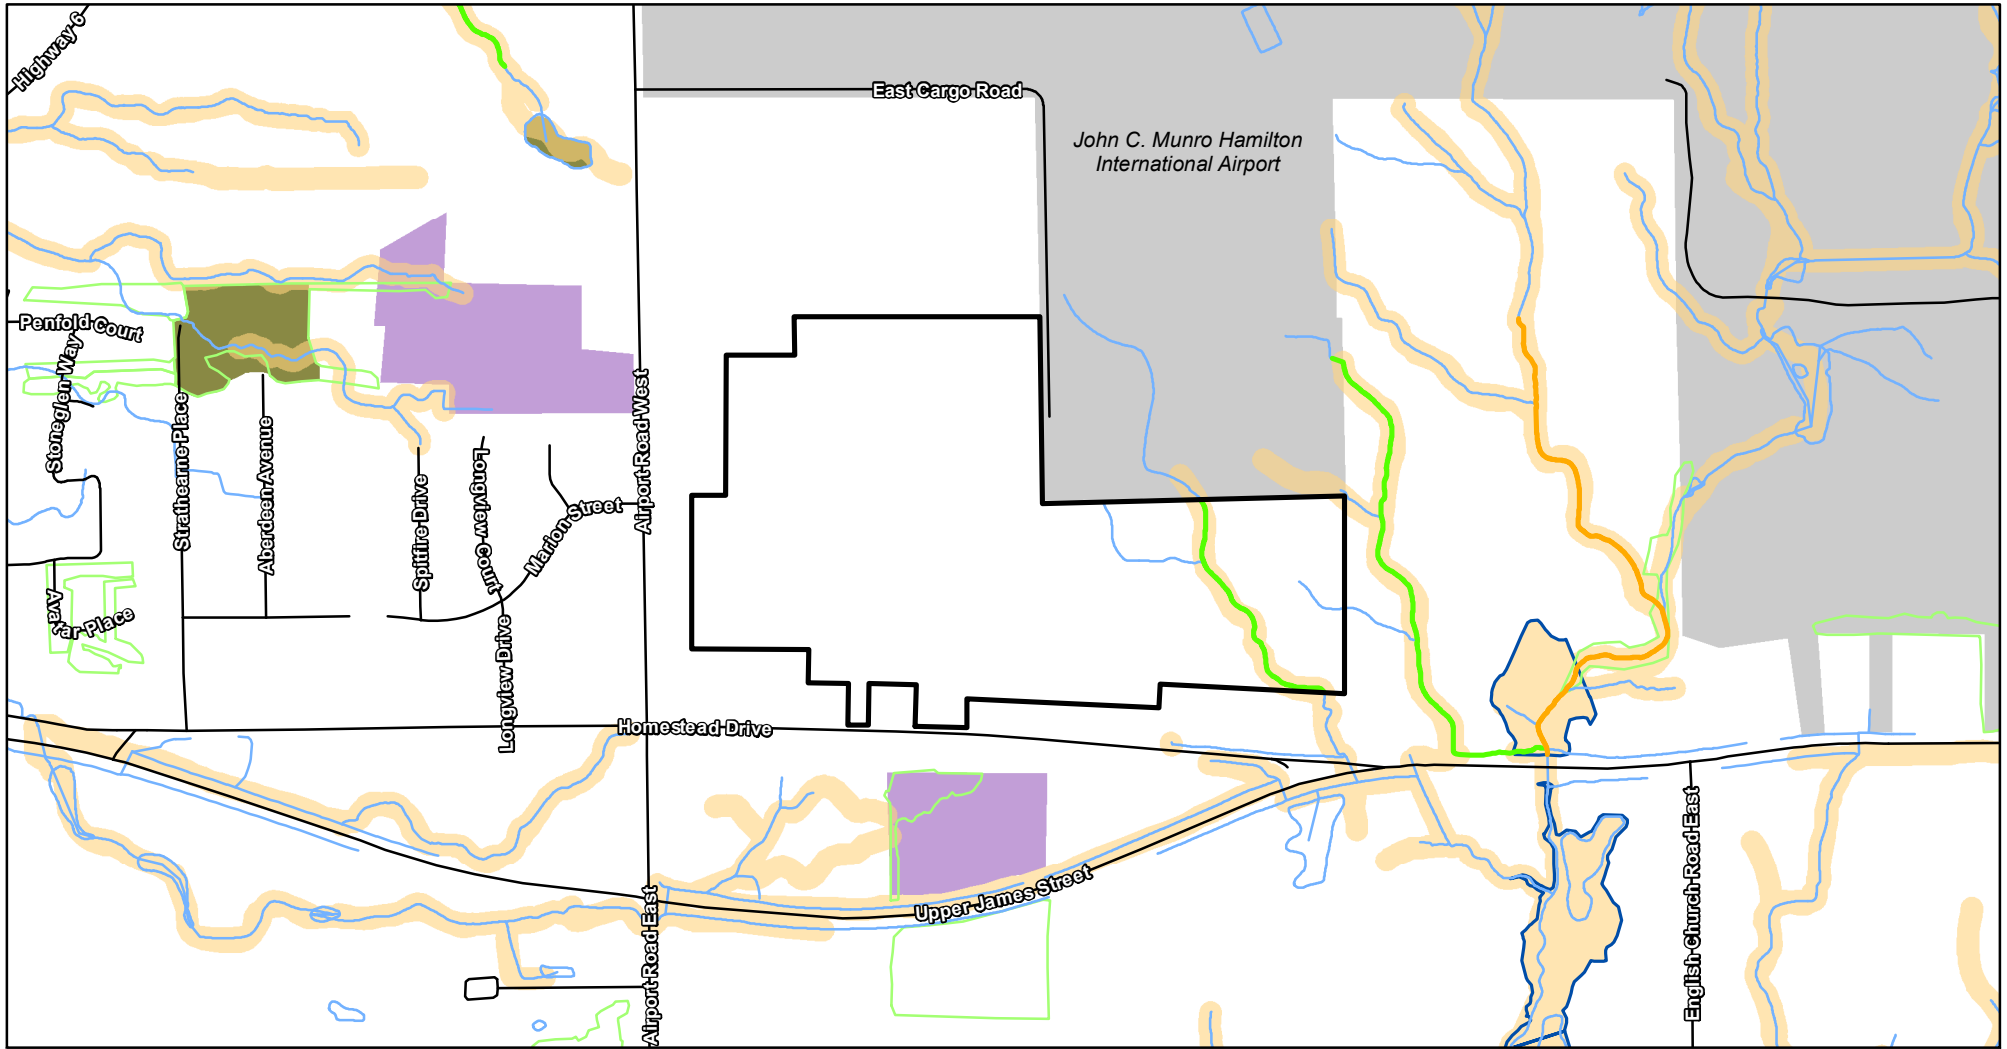 Highway 6
East Cargo Road
John C. Munro Hamilton
International Airport
Penfold Court
Stoneglen Way
Strathearne Place
Aberdeen Avenue
Spitfire Drive
Longview Court
Marion Street
Airport Road West
Avatar Place
Longview Drive
Homestead Drive
Upper James Street
Airport Road East
English Church Road East